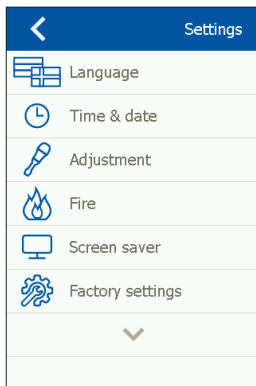 Settings
Language
Time & date
Adjustment
Fire
Screen saver
Factory settings